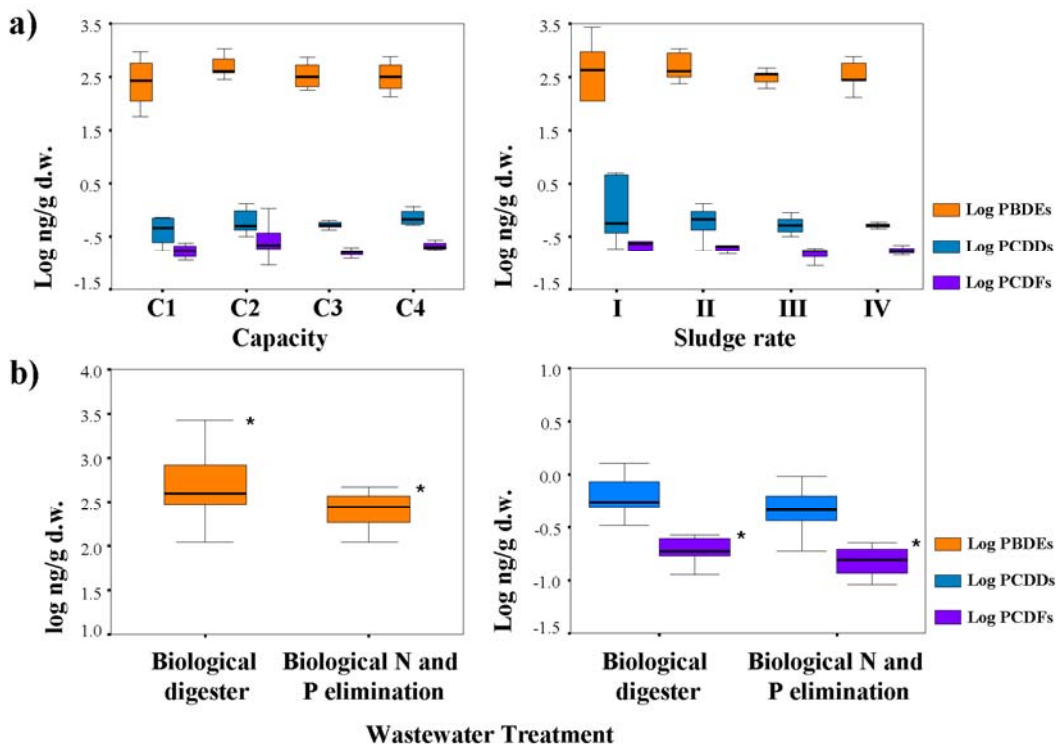 a)
3.5
2.5
1.5
0.5
-.5
-1.5
Log ng/g d.w.
C1
C2
C3
C4
Capacity
3.5
2.5
1.5
0.5
-.5
-1.5
Log ng/g d.w.
I
II
III
IV
Sludge rate
Log PBDEs
Log PCDDs
Log PCDFs
b)
4.0
3.5
3.0
2.5
2.0
1.5
1.0
log ng/g d.w.
*
*
Biological
digester
Biological N and
P elimination
1.0
0.0
-0.5
-1.0
-1.5
Log ng/g d.w.
*
*
Biological
digester
Biological N and
P elimination
Log PBDEs
Log PCDDs
Log PCDFs
Wastewater Treatment